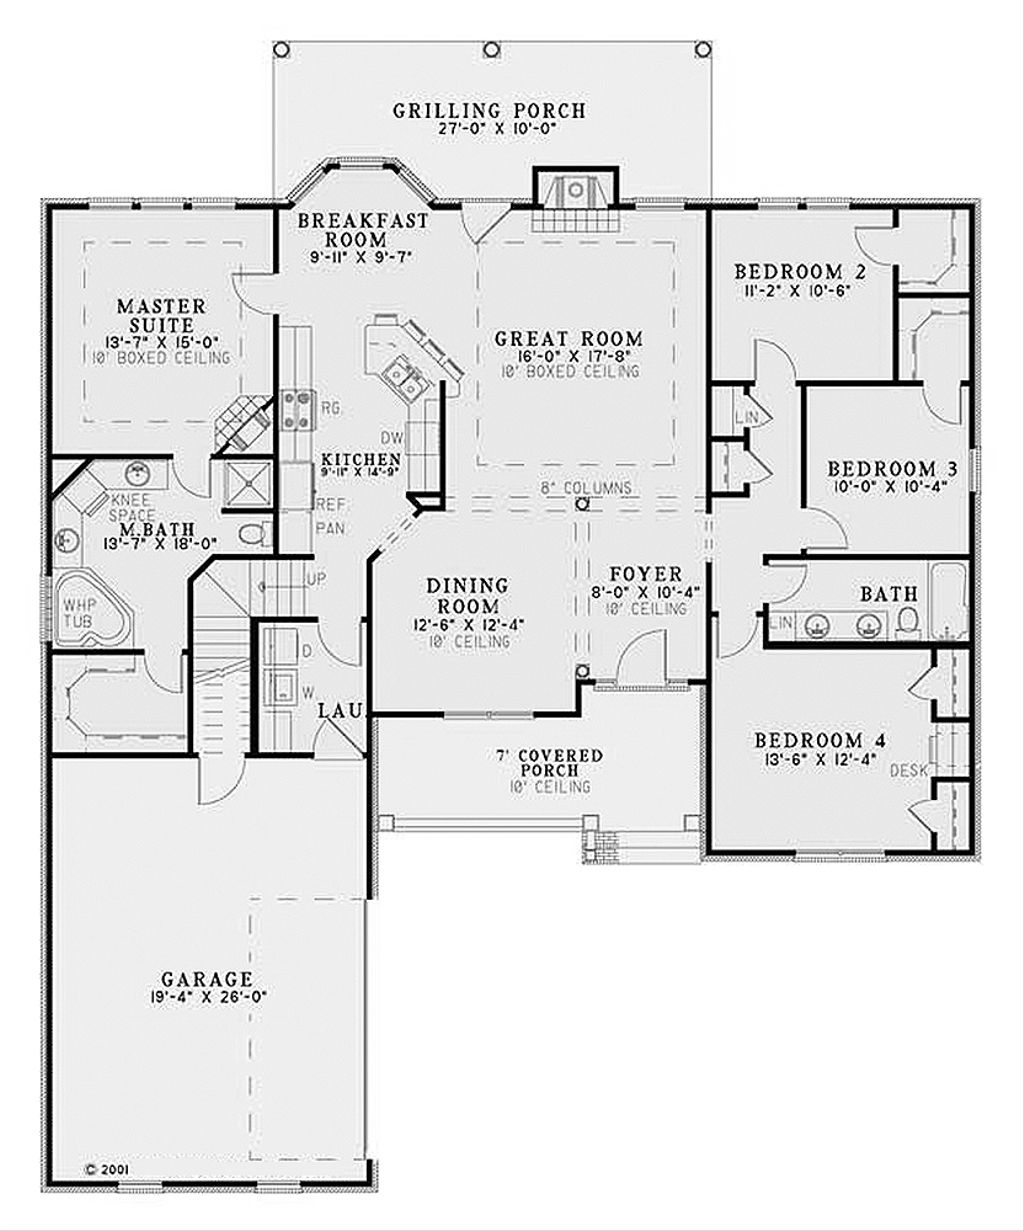 GRILLING PORCH
27'-0" X 10'-0"
BREAKFAST
ROOM
9'-11" X 9'-7"
MASTER
SUITE
13'-7" X 15'-0"
10' BOXED CEILING
GREAT ROOM
16'-0" X 17'-8"
10' BOXED CEILING
BEDROOM 2
11'-2" X 10'-6"
RG.
LIN
DW
KITCHEN
9'-11" X 14'-9"
BEDROOM 3
10'-0" X 10'-4"
8" COLUMNS
KNEE
SPACE
REF
PAN
M.BATH
13'-7" X 18'-0"
UP
WHP
TUB
DINING
ROOM
12'-6" X 12'-4"
10' CEILING
FOYER
8'-0" X 10'-4"
10' CEILING
BATH
LIN
D.
W.
LAU.
7' COVERED
PORCH
10' CEILING
BEDROOM 4
13'-6" X 12'-4"
DESK
GARAGE
19'-4" X 26'-0"
© 2001